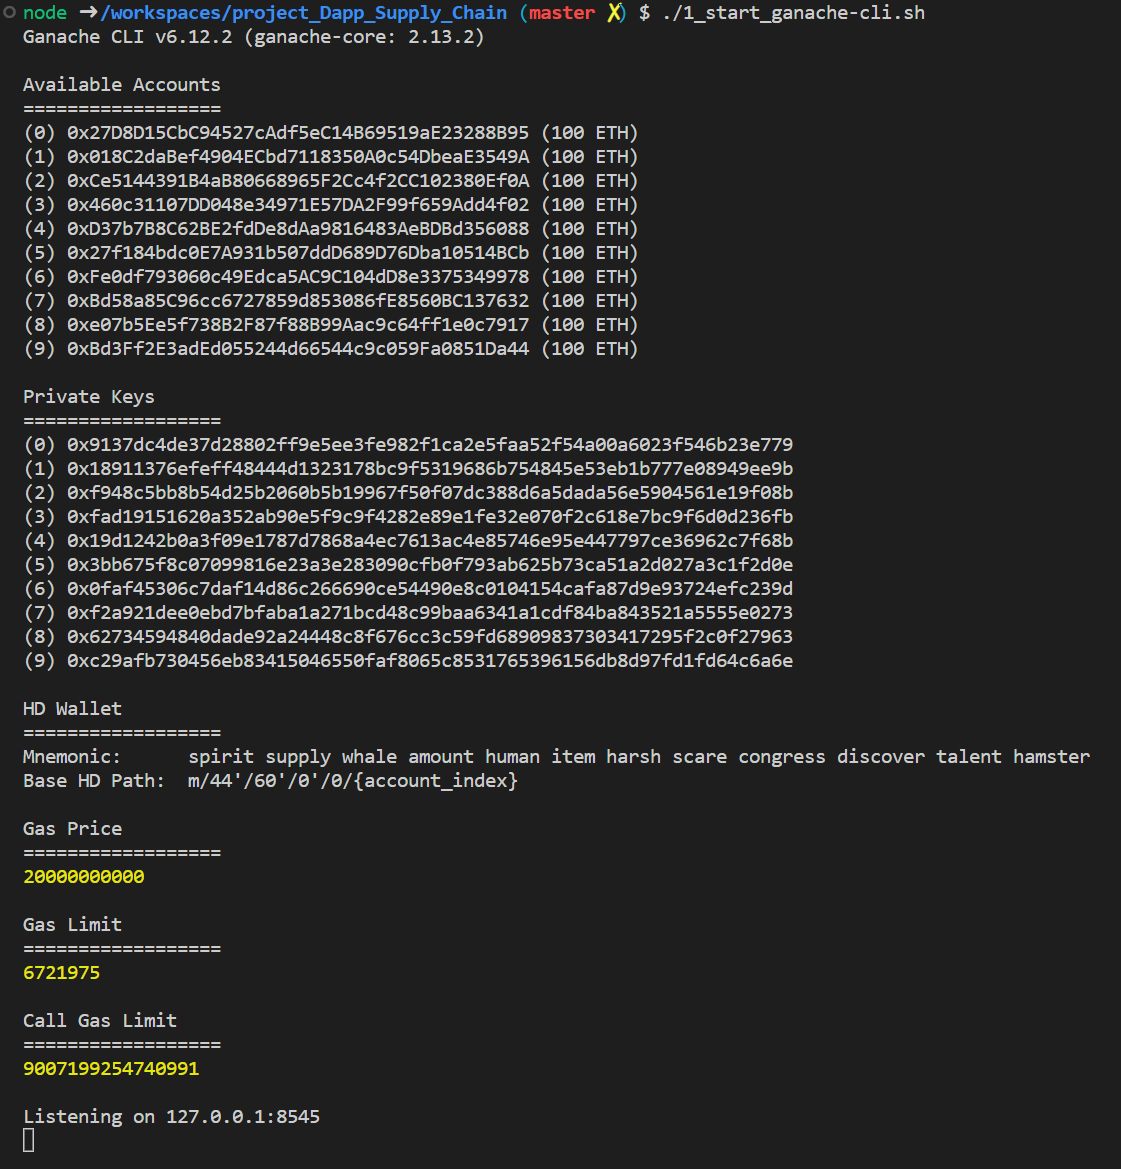 node ➜/workspaces/project_Dapp_Supply_Chain (master ✗) $ ./1_start_ganache-cli.sh
Ganache CLI v6.12.2 (ganache-core: 2.13.2)
Available Accounts
==================
(0) 0x27D8D15CbC94527cAdf5eC14B69519aE23288B95 (100 ETH)
(1) 0x018C2daBef4904ECbd7118350A0c54DbeaE3549A (100 ETH)
(2) 0xCe5144391B4aB80668965F2Cc4f2CC102380Ef0A (100 ETH)
(3) 0x460c31107DD048e34971E57DA2F99f659Add4f02 (100 ETH)
(4) 0xD37b7B8C62BE2fdDe8dAa9816483AeBDBd356088 (100 ETH)
(5) 0x27f184bdc0E7A931b507ddD689D76Dba10514BCb (100 ETH)
(6) 0xFe0df793060c49Edca5AC9C104dD8e3375349978 (100 ETH)
(7) 0xBd58a85C96cc6727859d853086fE8560BC137632 (100 ETH)
(8) 0xe07b5Ee5f738B2F87f88B99Aac9c64ff1e0c7917 (100 ETH)
(9) 0xBd3Ff2E3adEd055244d66544c9c059Fa0851Da44 (100 ETH)
Private Keys
==================
(0) 0x9137dc4de37d28802ff9e5ee3fe982f1ca2e5faa52f54a00a6023f546b23e779
(1) 0x18911376efeff48444d1323178bc9f5319686b754845e53eb1b777e08949ee9b
(2) 0xf948c5bb8b54d25b2060b5b19967f50f07dc388d6a5dada56e5904561e19f08b
(3) 0xfad19151620a352ab90e5f9c9f4282e89e1fe32e070f2c618e7bc9f6d0d236fb
(4) 0x19d1242b0a3f09e1787d7868a4ec7613ac4e85746e95e447797ce36962c7f68b
(5) 0x3bb675f8c07099816e23a3e283090cfb0f793ab625b73ca51a2d027a3c1f2d0e
(6) 0x0faf45306c7daf14d86c266690ce54490e8c0104154cafa87d9e93724efc239d
(7) 0xf2a921dee0ebd7bfaba1a271bcd48c99baa6341a1cdf84ba843521a5555e0273
(8) 0x62734594840dade92a24448c8f676cc3c59fd68909837303417295f2c0f27963
(9) 0xc29afb730456eb83415046550faf8065c8531765396156db8d97fd1fd64c6a6e
HD Wallet
==================
Mnemonic:      spirit supply whale amount human item harsh scare congress discover talent hamster
Base HD Path:  m/44'/60'/0'/0/{account_index}
Gas Price
==================
20000000000
Gas Limit
==================
6721975
Call Gas Limit
==================
9007199254740991
Listening on 127.0.0.1:8545